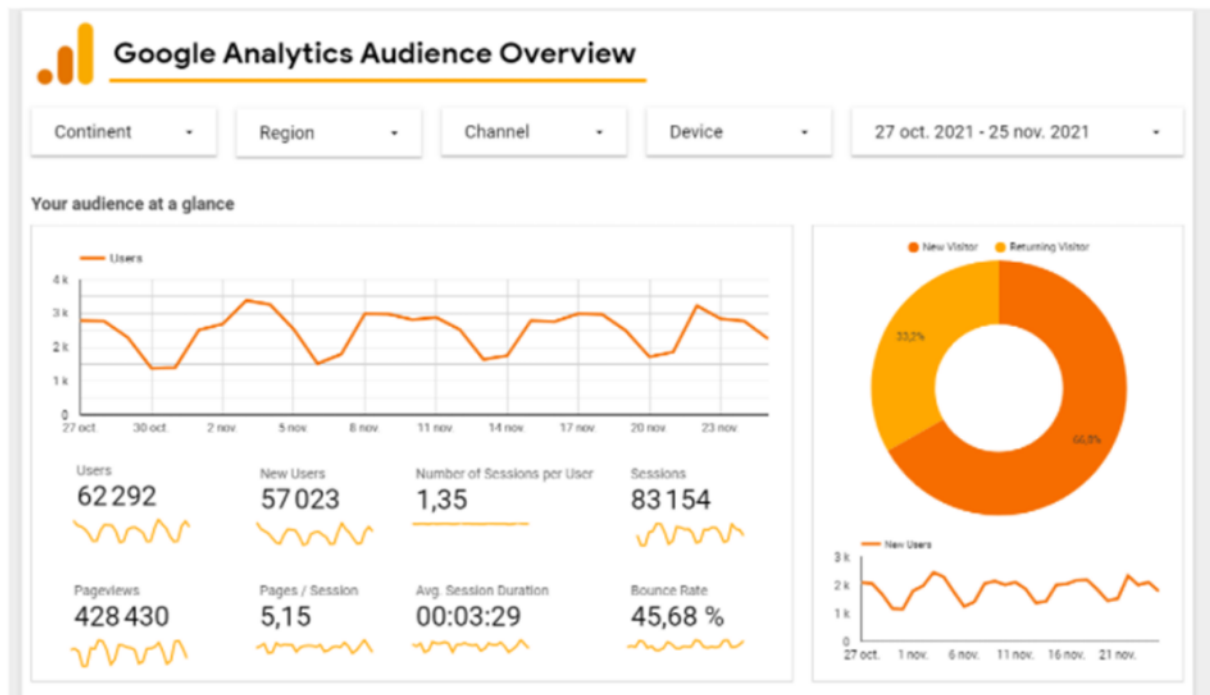 Google Analytics Audience Overview
Continent
Region
Channel
Device
27 oct. 2021 - 25 nov. 2021
Your audience at a glance
Users
4 k
3 k
2 k
1 k
0
27 oct.
30 oct.
2 nov.
5 nov.
8 nov.
11 nov.
14 nov.
17 nov.
20 nov.
23 nov.
Users
62 292
New Users
57 023
Number of Sessions per User
1,35
Sessions
83 154
Pageviews
428 430
Pages / Session
5,15
Avg. Session Duration
00:03:29
Bounce Rate
45,68 %
New Visitor
Returning Visitor
33,2%
66,8%
New Users
3 k
2 k
1 k
0
27 oct.
1 nov.
6 nov.
11 nov.
16 nov.
21 nov.